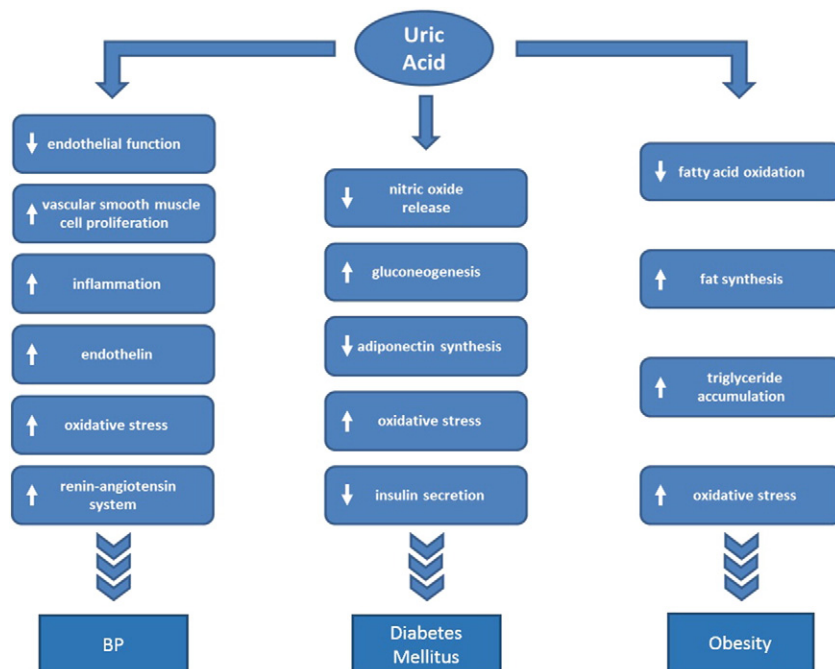 Uric
Acid
endothelial function
vascular smooth muscle
cell proliferation
inflammation
endothelin
oxidative stress
renin-angiotensin
system
BP
nitric oxide
release
gluconeogenesis
adiponectin synthesis
oxidative stress
insulin secretion
Diabetes
Mellitus
fatty acid oxidation
fat synthesis
triglyceride
accumulation
oxidative stress
Obesity